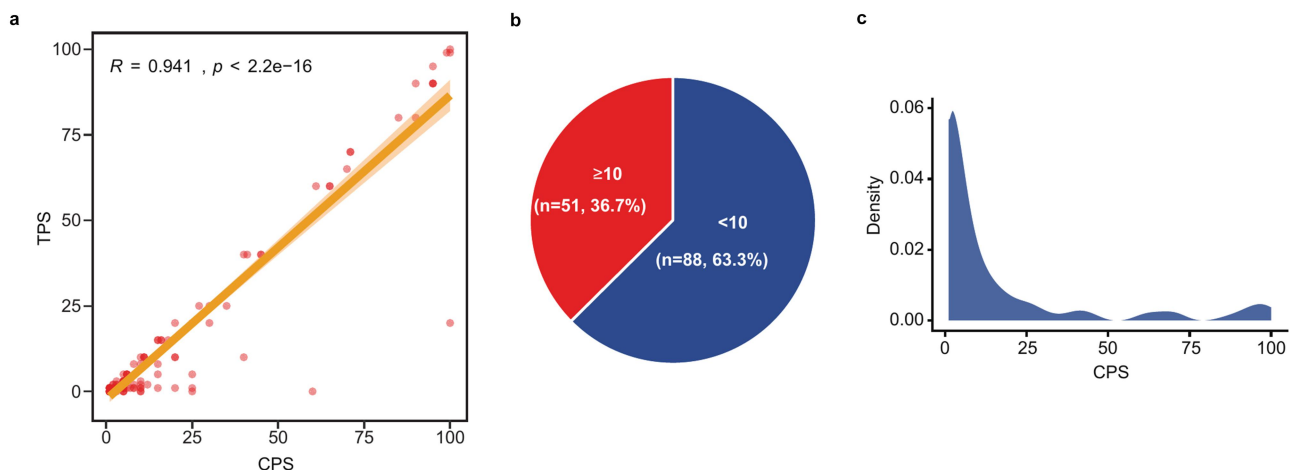 a
R = 0.941 , p < 2.2e−16
100
75
50
25
0
TPS
0 25 50 75 100
CPS
b
≥10
(n=51, 36.7%)
<10
(n=88, 63.3%)
c
0.06
0.04
0.02
0.00
Density
0 25 50 75 100
CPS